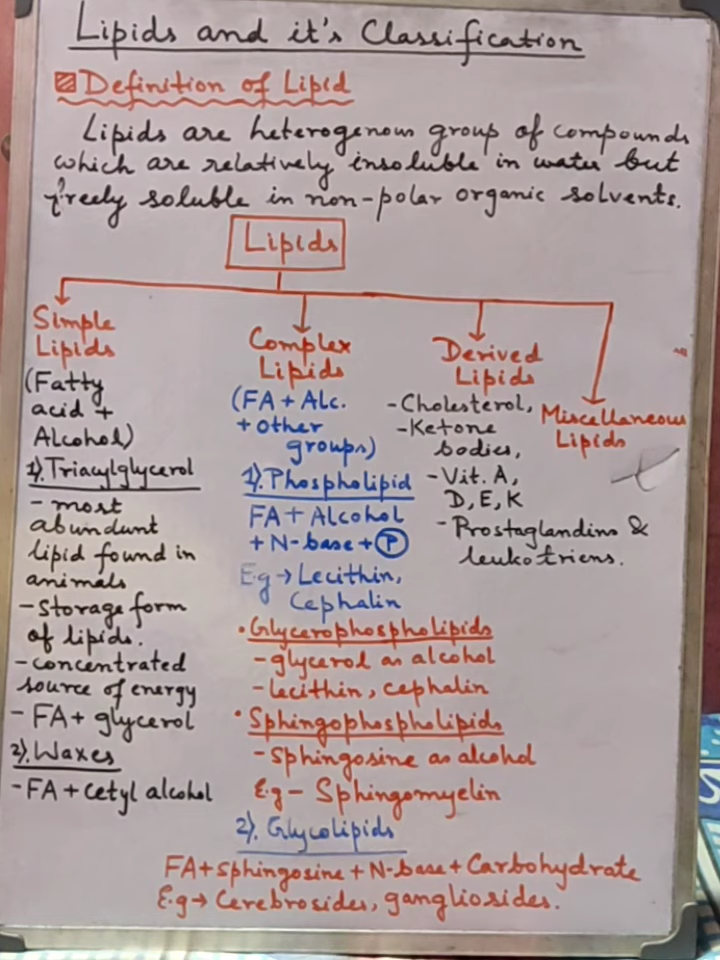 Lipids and it's Classification
Definition of Lipid
Lipids are heterogenous group of compounds
which are relatively insoluble in water but
freely soluble in non-polar organic solvents.
Lipids
Simple
Lipids
(Fatty
acid +
Alcohol)
1). Triacylglycerol
- most
abundunt
lipid found in
animals
- Storage form
of lipids.
- concentrated
source of energy
- FA + glycerol
2). Waxes
- FA + cetyl alcohol
Complex
Lipids
(FA + Alc.
+ other
groups)
1). Phospholipid
FA + Alcohol
+ N-base + P
E.g → Lecithin,
Cephalin
• Glycerophospholipids
- glycerol as alcohol
- lecithin, cephalin
• Sphingophospholipids
- Sphingosine as alcohol
E.g - Sphingomyelin
2). Glycolipids
FA + Sphingosine + N-base + Carbohydrate
E.g → Cerebrosides, gangliosides.
Derived
Lipids
- Cholesterol,
- Ketone
bodies,
- Vit. A,
D, E, K
- Prostaglandins &
leukotriens.
Miscellaneous
Lipids